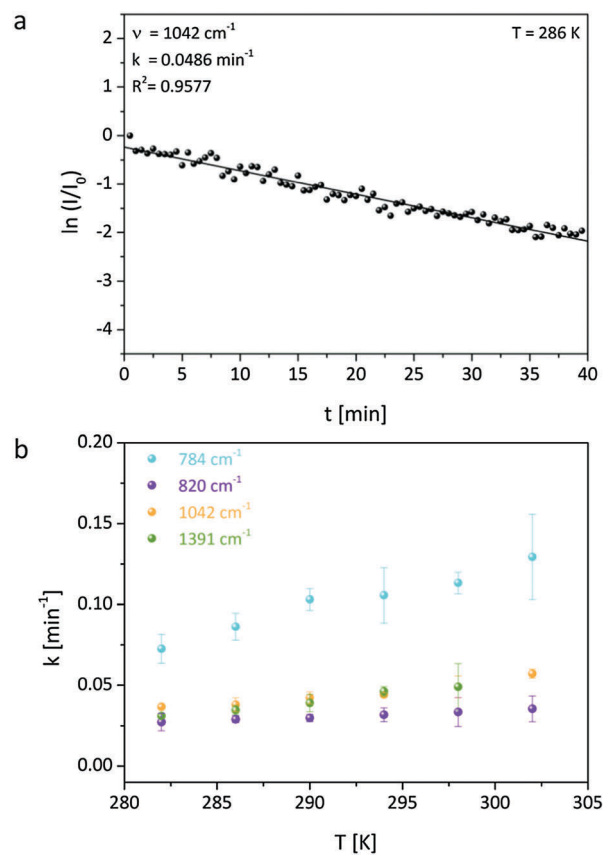 a
ν = 1042 cm⁻¹
T = 286 K
k = 0.0486 min⁻¹
R²= 0.9577
2
1
0
-1
-2
-3
-4
ln (I/I₀)
0 5 10 15 20 25 30 35 40
t [min]
b
0.20
0.15
0.10
0.05
0.00
k [min⁻¹]
784 cm⁻¹
820 cm⁻¹
1042 cm⁻¹
1391 cm⁻¹
280 285 290 295 300 305
T [K]